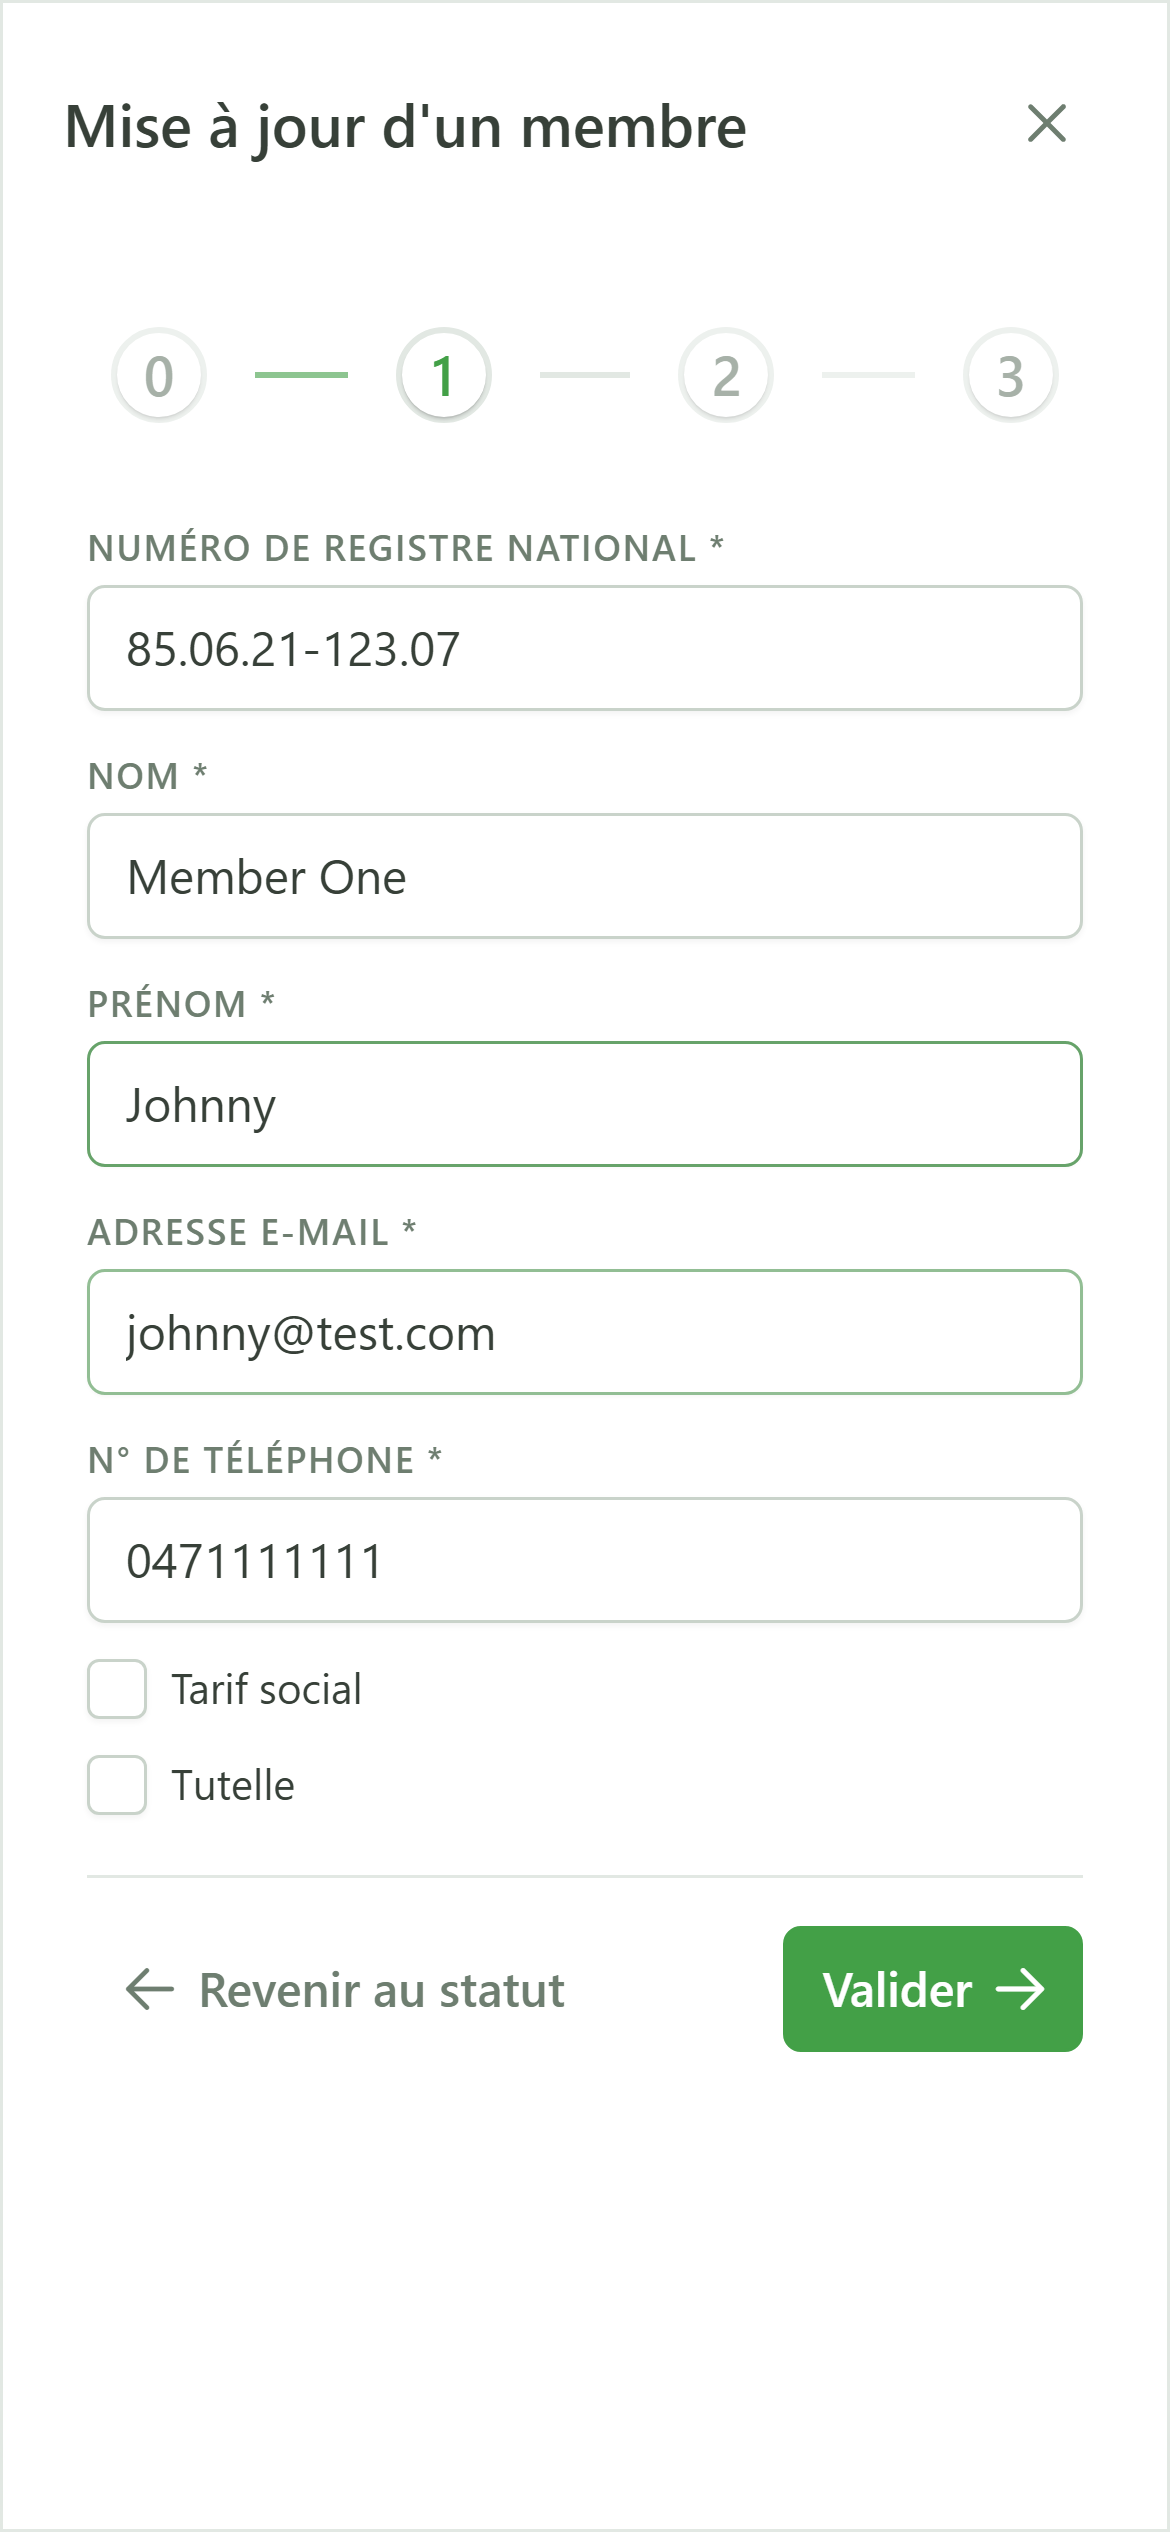 Mise à jour d'un membre
0 1 2 3
NUMÉRO DE REGISTRE NATIONAL *
85.06.21-123.07
NOM *
Member One
PRÉNOM *
Johnny
ADRESSE E-MAIL *
johnny@test.com
N° DE TÉLÉPHONE *
0471111111
Tarif social
Tutelle
Revenir au statut
Valider